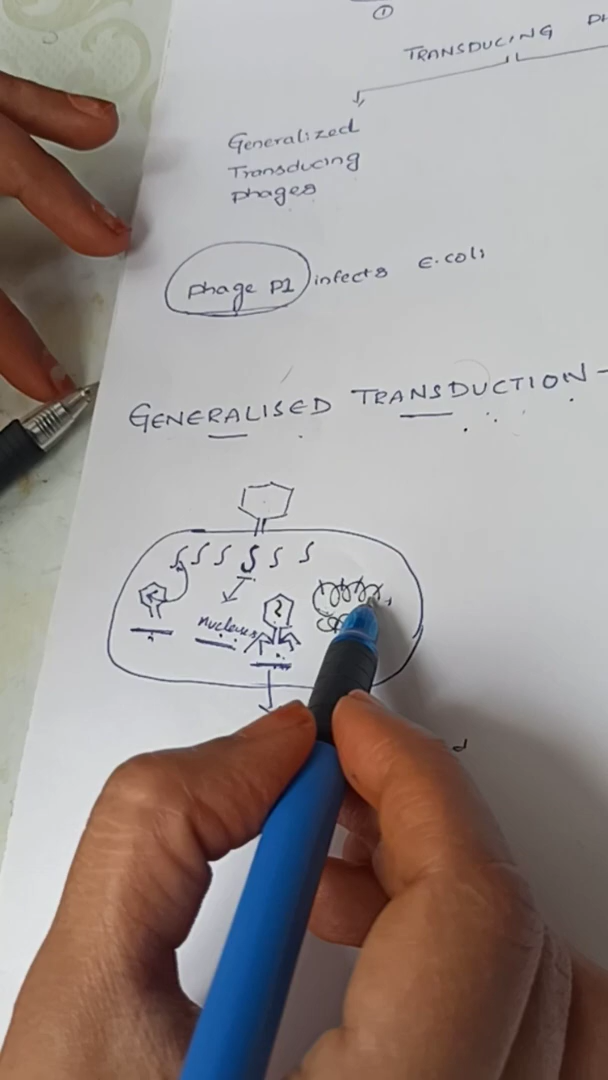 1
TRANSDUCING
Generalized
Transducing
phages
phage P1 infects E.coli
GENERALISED TRANSDUCTION-
nucleus
d